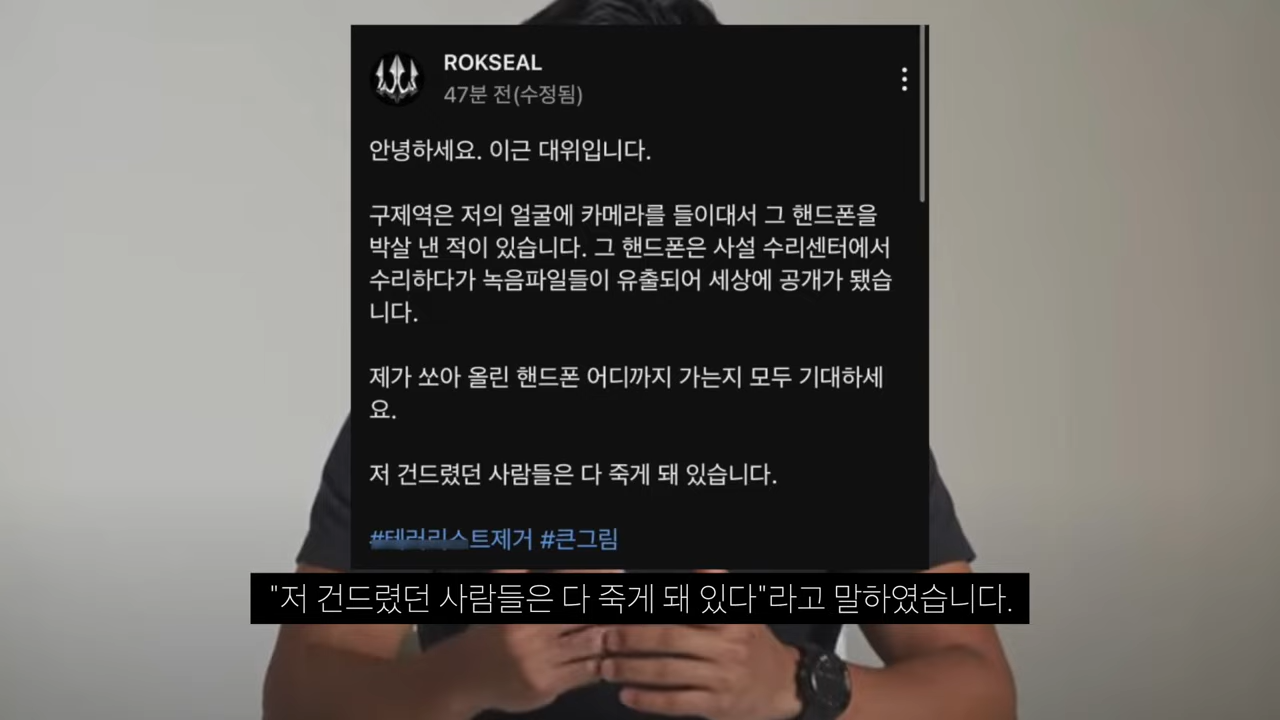 ROKSEAL
47분 전(수정됨)
안녕하세요. 이근 대위입니다.
구제역은 저의 얼굴에 카메라를 들이대서 그 핸드폰을
박살 낸 적이 있습니다. 그 핸드폰은 사설 수리센터에서
수리하다가 녹음파일들이 유출되어 세상에 공개가 됐습
니다.
제가 쏘아 올린 핸드폰 어디까지 가는지 모두 기대하세
요.
저 건드렸던 사람들은 다 죽게 돼 있습니다.
#테러리스트제거 #큰그림
"저 건드렸던 사람들은 다 죽게 돼 있다"라고 말하였습니다.